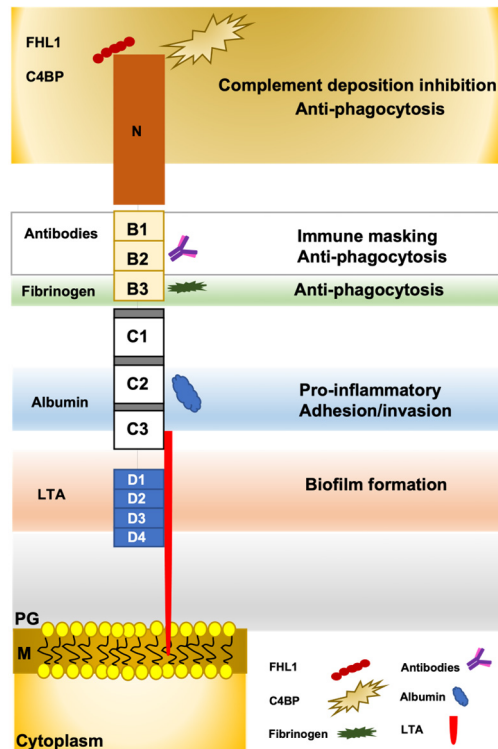 FHL1
C4BP
Complement deposition inhibition
Anti-phagocytosis
N
Antibodies
B1
B2
B3
Immune masking
Anti-phagocytosis
Fibrinogen
Anti-phagocytosis
C1
C2
C3
Albumin
Pro-inflammatory
Adhesion/invasion
LTA
D1
D2
D3
D4
Biofilm formation
PG
M
Cytoplasm
FHL1
C4BP
Fibrinogen
Antibodies
Albumin
LTA